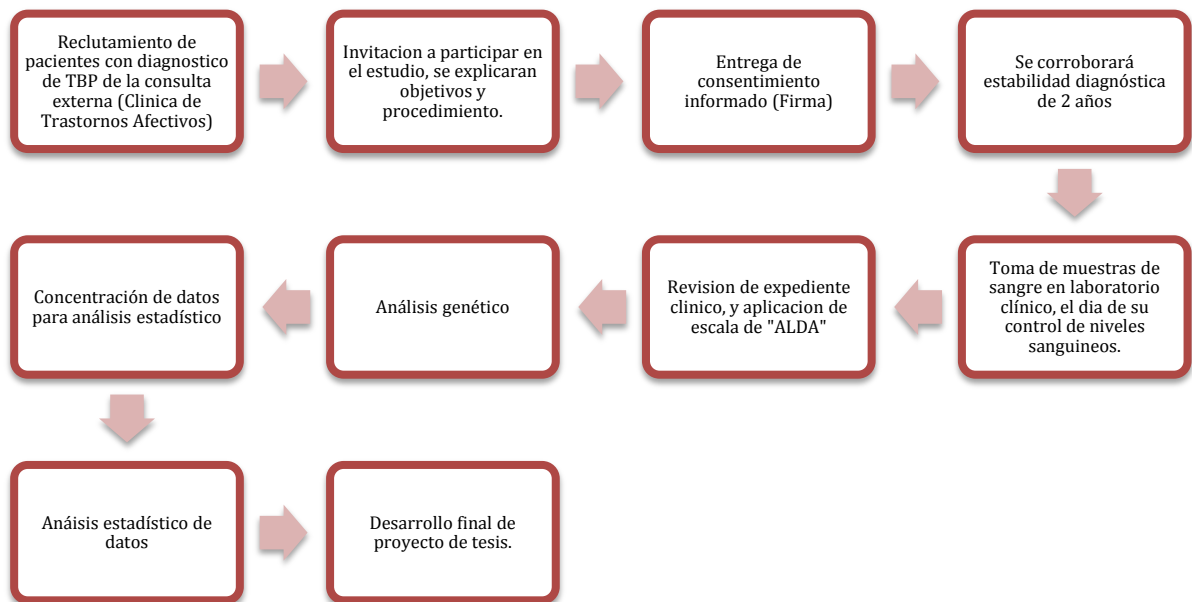 Reclutamiento de
pacientes con diagnostico
de TBP de la consulta
externa (Clinica de
Trastornos Afectivos)
Invitacion a participar en
el estudio, se explicaran
objetivos y
procedimiento.
Entrega de
consentimiento
informado (Firma)
Se corroborará
estabilidad diagnóstica
de 2 años
Toma de muestras de
sangre en laboratorio
clínico, el dia de su
control de niveles
sanguineos.
Revision de expediente
clinico, y aplicacion de
escala de "ALDA"
Análisis genético
Concentración de datos
para análisis estadístico
Anáisis estadístico de
datos
Desarrollo final de
proyecto de tesis.